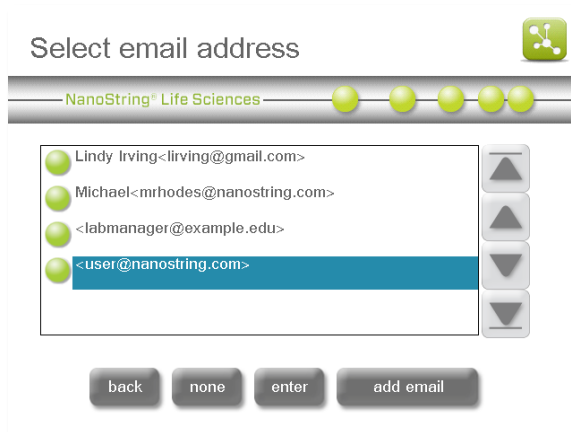 Select email address
NanoString® Life Sciences
Lindy Irving<lirving@gmail.com>
Michael<mrhodes@nanostring.com>
<labmanager@example.edu>
<user@nanostring.com>
back none enter add email